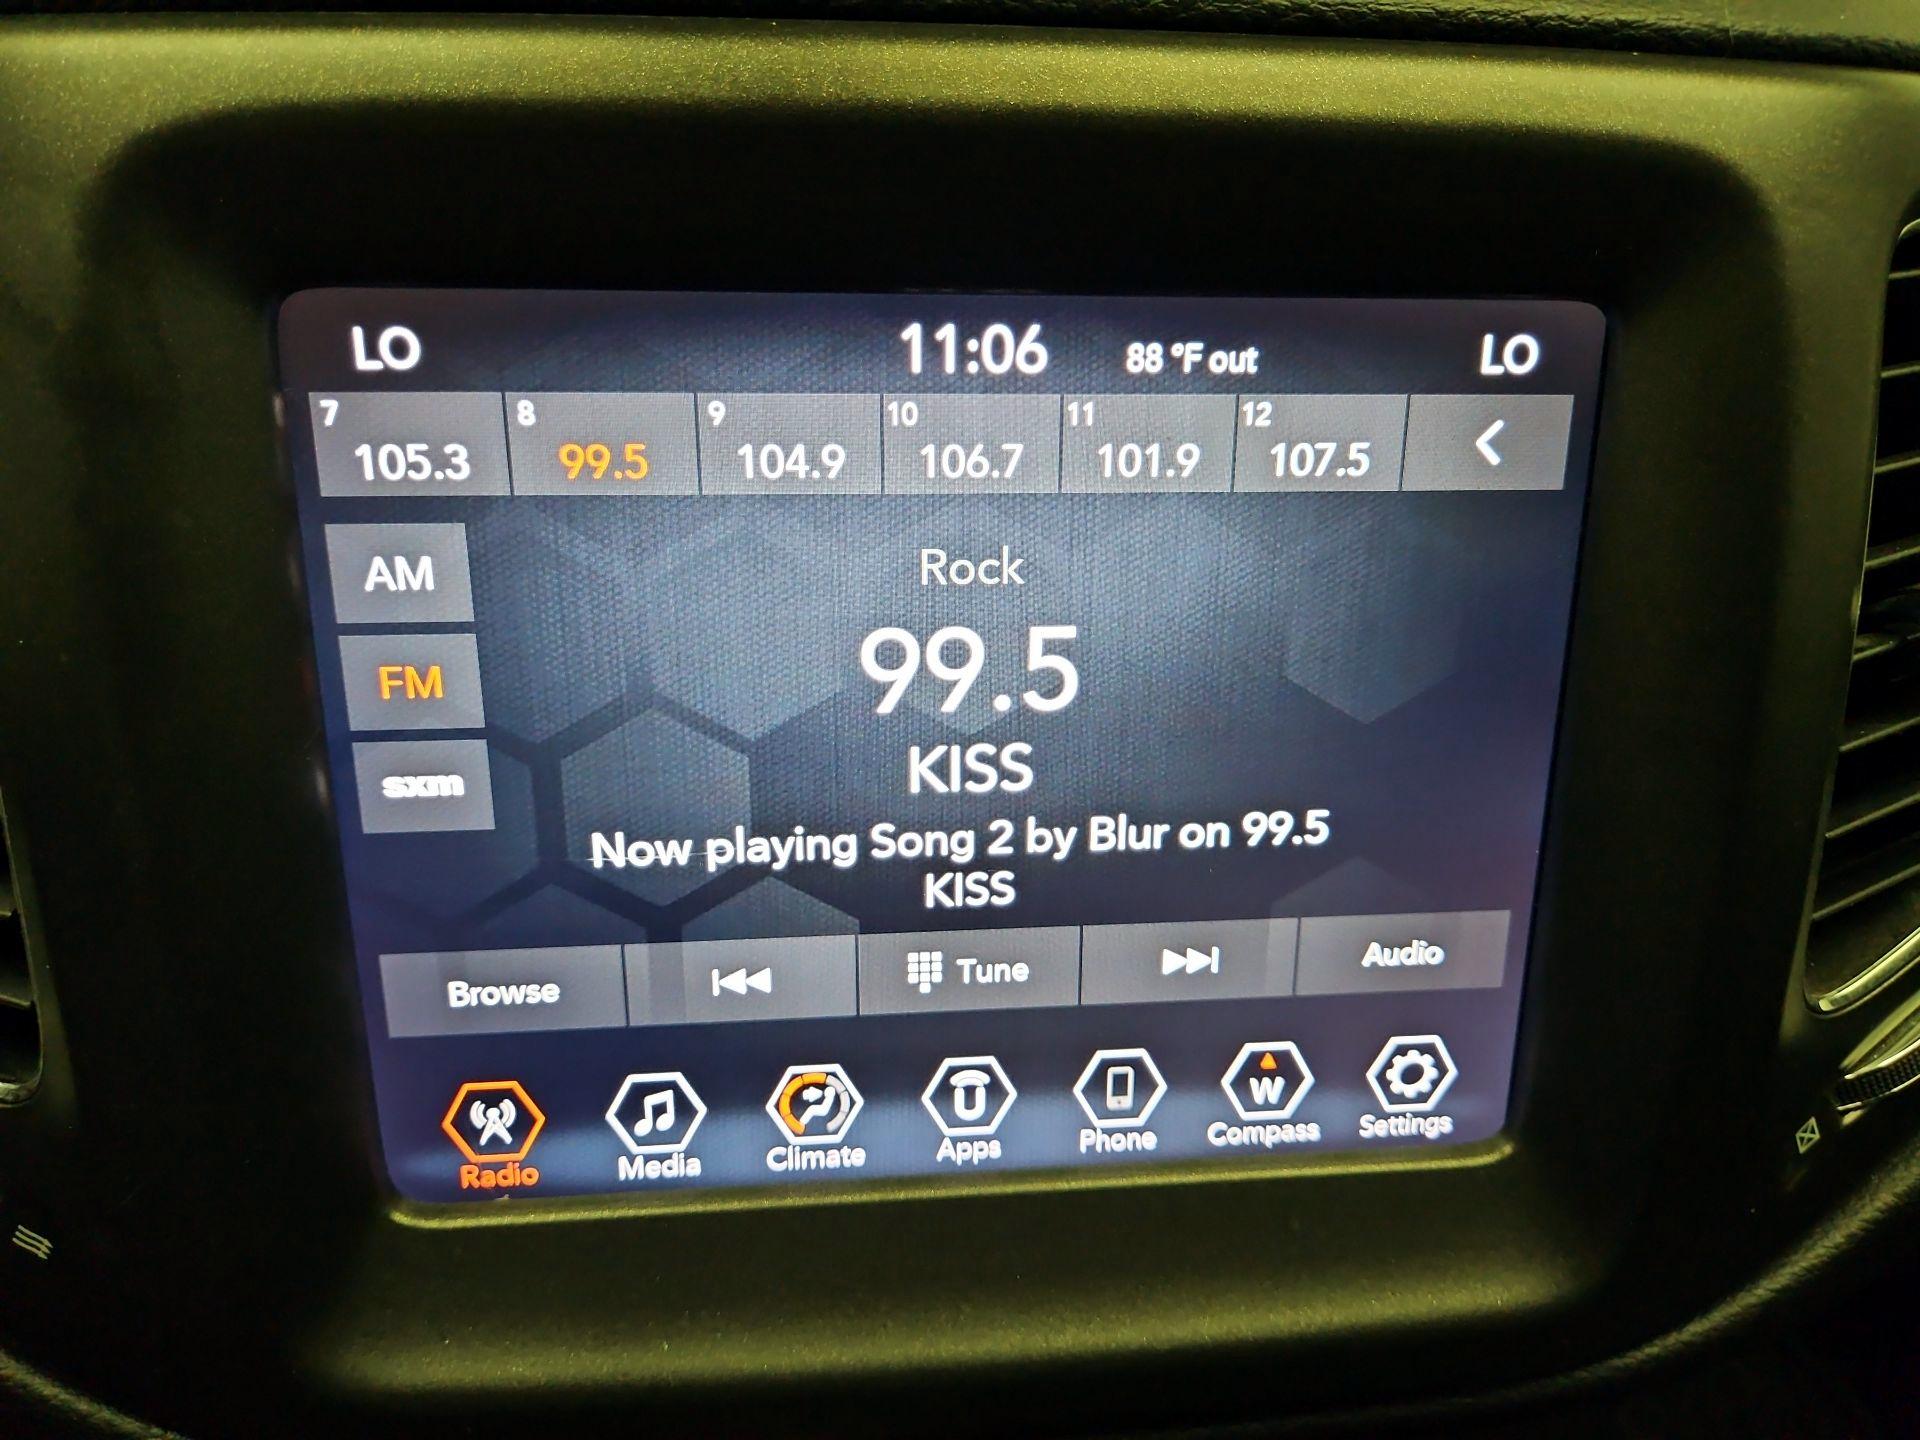 LO 11:06 88 °F out LO
7 8 9 10 11 12
105.3 99.5 104.9 106.7 101.9 107.5
AM
FM
sxm
Rock
99.5
KISS
Now playing Song 2 by Blur on 99.5
KISS
Browse Tune Audio
U W
Radio Media Climate Apps Phone Compass Settings